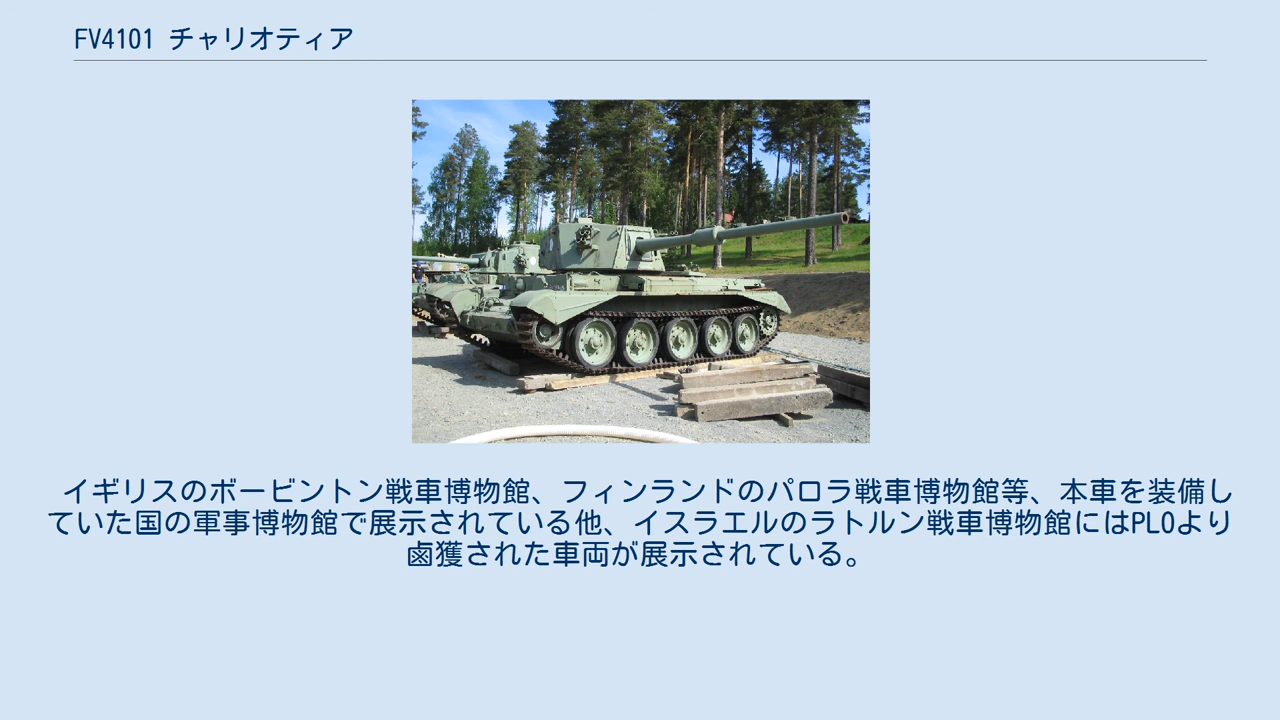 FV4101 チャリオティア
イギリスのボービントン戦車博物館、フィンランドのパロラ戦車博物館等、本車を装備し
ていた国の軍事博物館で展示されている他、イスラエルのラトルン戦車博物館にはPLOより
鹵獲された車両が展示されている。